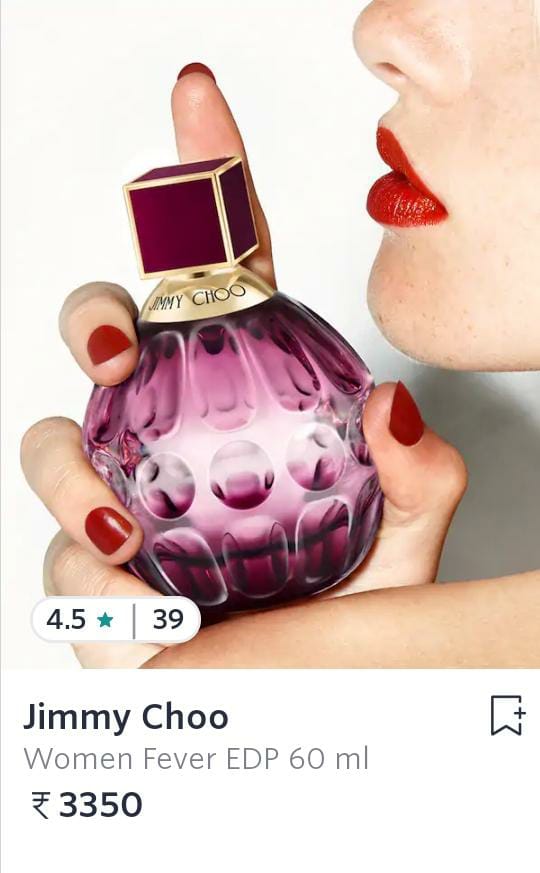 JIMMY CHOO
4.5 ★ | 39
Jimmy Choo
Women Fever EDP 60 ml
₹ 3350